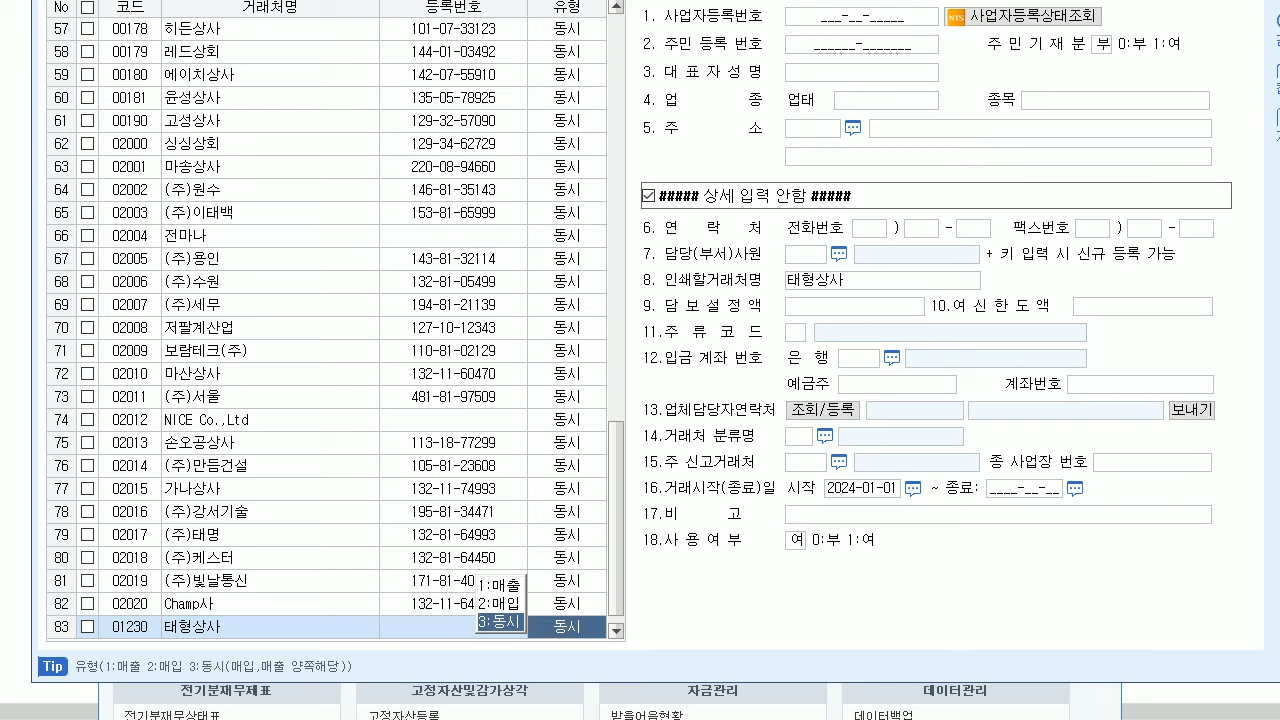 No 코드 거래처명 등록번호 유형
57 00178 히든상사 101-07-33123 동시
58 00179 레드상회 144-01-03492 동시
59 00180 에이치상사 142-07-55910 동시
60 00181 윤성상사 135-05-78925 동시
61 00190 고성상사 129-32-57090 동시
62 02000 싱싱상회 129-34-62729 동시
63 02001 마송상사 220-08-94660 동시
64 02002 (주)원수 146-81-35143 동시
65 02003 (주)이태백 153-81-65999 동시
66 02004 전마나 동시
67 02005 (주)용인 143-81-32114 동시
68 02006 (주)수원 132-81-05499 동시
69 02007 (주)세무 194-81-21139 동시
70 02008 저팔계산업 127-10-12343 동시
71 02009 보람테크(주) 110-81-02129 동시
72 02010 마산상사 132-11-60470 동시
73 02011 (주)서울 481-81-97509 동시
74 02012 NICE Co.,Ltd 동시
75 02013 손오공상사 113-18-77299 동시
76 02014 (주)만듬건설 105-81-23608 동시
77 02015 가나상사 132-11-74993 동시
78 02016 (주)강서기술 195-81-34471 동시
79 02017 (주)태명 132-81-64993 동시
80 02018 (주)케스터 132-81-64450 동시
81 02019 (주)빛날통신 171-81-40 동시
82 02020 Champ사 132-11-64 동시
83 01230 태형상사 동시
1:매출
2:매입
3:동시
1. 사업자등록번호 ___-__-_____ NTS 사업자등록상태조회
2. 주민 등록 번호 ______-_______ 주 민 기 재 분 부 0:부 1:여
3. 대 표 자 성 명
4. 업 종 업태 종목
5. 주 소
##### 상세 입력 안함 #####
6. 연 락 처 전화번호 ) - 팩스번호 ) -
7. 담당(부서)사원 + 키 입력 시 신규 등록 가능
8. 인쇄할거래처명 태형상사
9. 담 보 설 정 액 10.여 신 한 도 액
11.주 류 코 드
12.입금 계좌 번호 은 행
예금주 계좌번호
13.업체담당자연락처 조회/등록 보내기
14.거래처 분류명
15.주 신고거래처 종 사업장 번호
16.거래시작(종료)일 시작 2024-01-01 ~ 종료: ____-__-__
17.비 고
18.사 용 여 부 여 0:부 1:여
Tip 유형(1:매출 2:매입 3:동시(매입,매출 양쪽해당))
전기분재무제표 고정자산및감가상각 자금관리 데이터관리
전기분재무상태표 고정자산등록 받을어음현황 데이터백업